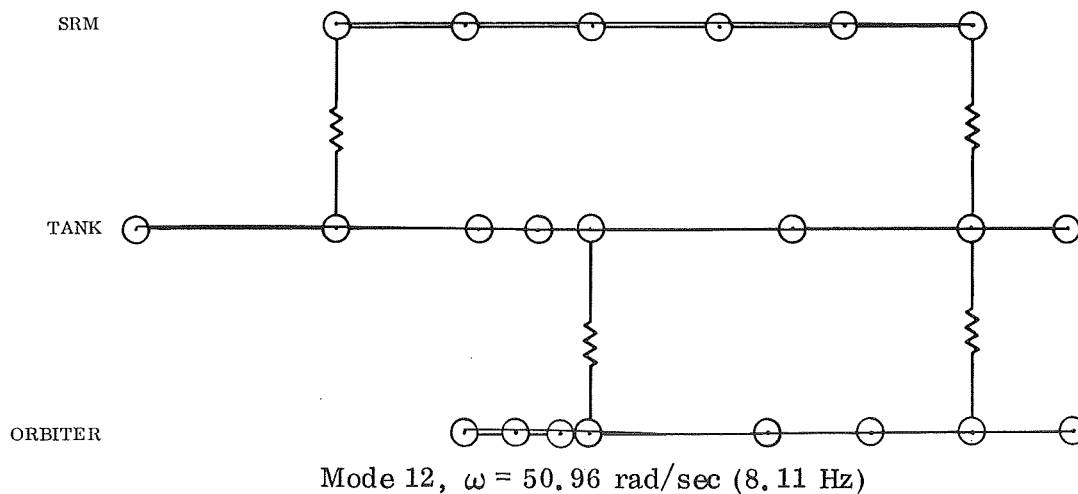 SRM
TANK
ORBITER
Mode 12, ω = 50.96 rad/sec (8.11 Hz)